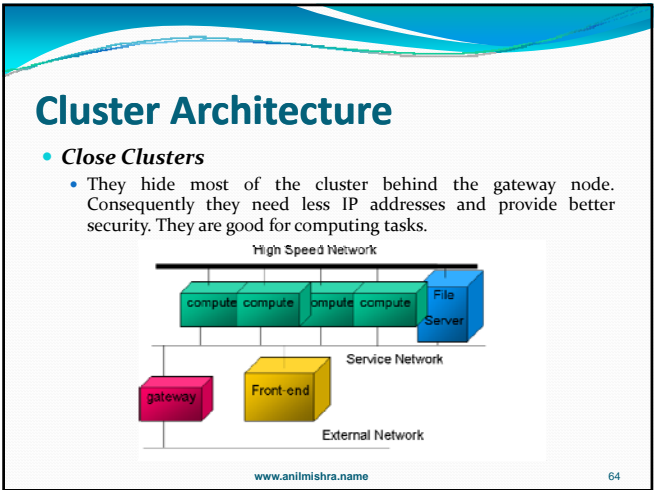 Cluster Architecture
• Close Clusters
• They hide most of the cluster behind the gateway node.
Consequently they need less IP addresses and provide better
security. They are good for computing tasks.
High Speed Network
compute compute ompute compute File
Server
Service Network
gateway Front-end
External Network
www.anilmishra.name 64